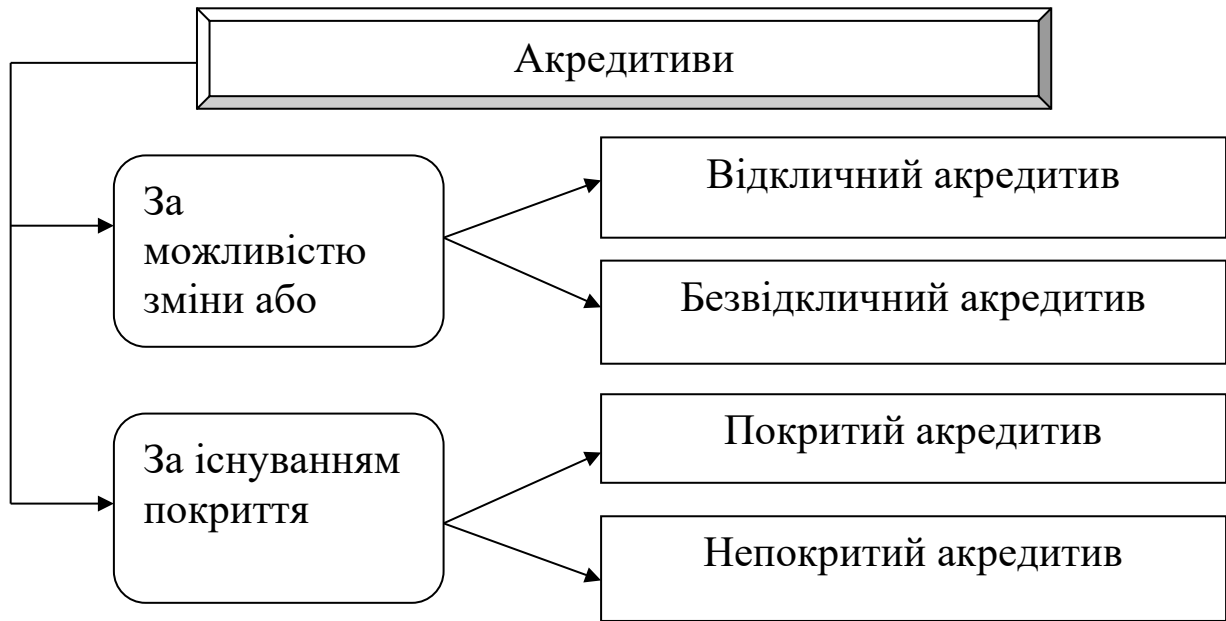 Акредитиви
За
можливістю
зміни або
Відкличний акредитив
Безвідкличний акредитив
За існуванням
покриття
Покритий акредитив
Непокритий акредитив